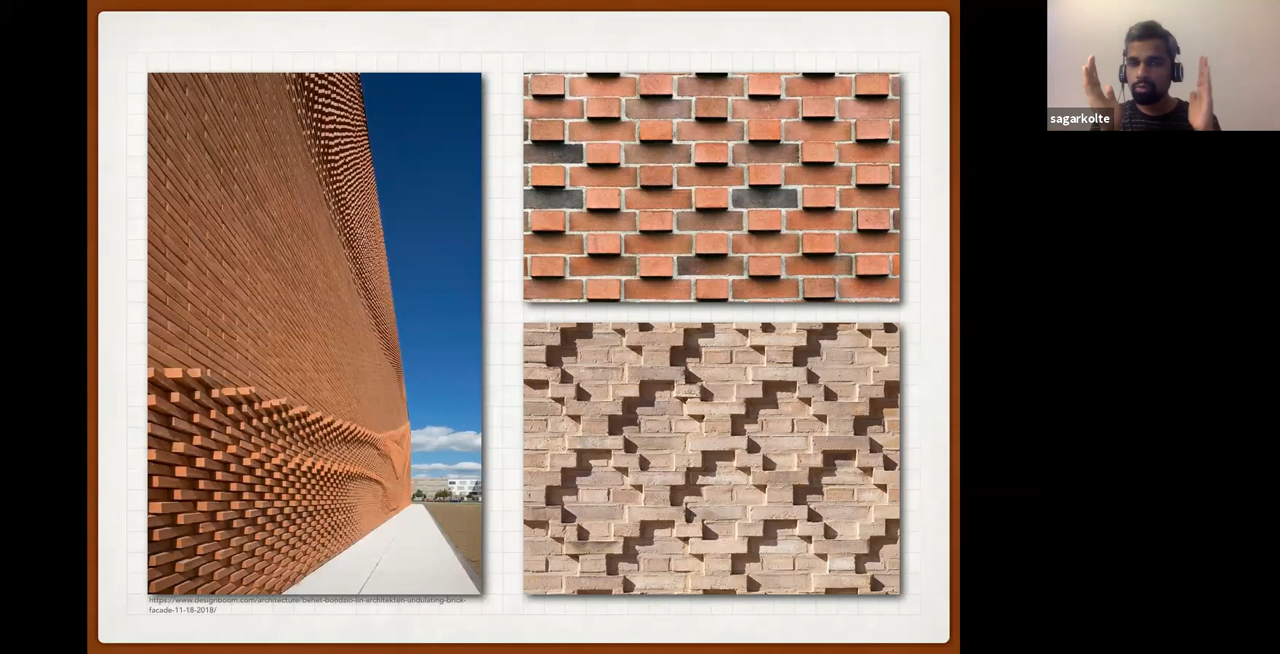 sagarkolte
https://www.designboom.com/architecture/behet-bondzio-lin-architekten-undulating-brick-
facade-11-18-2018/